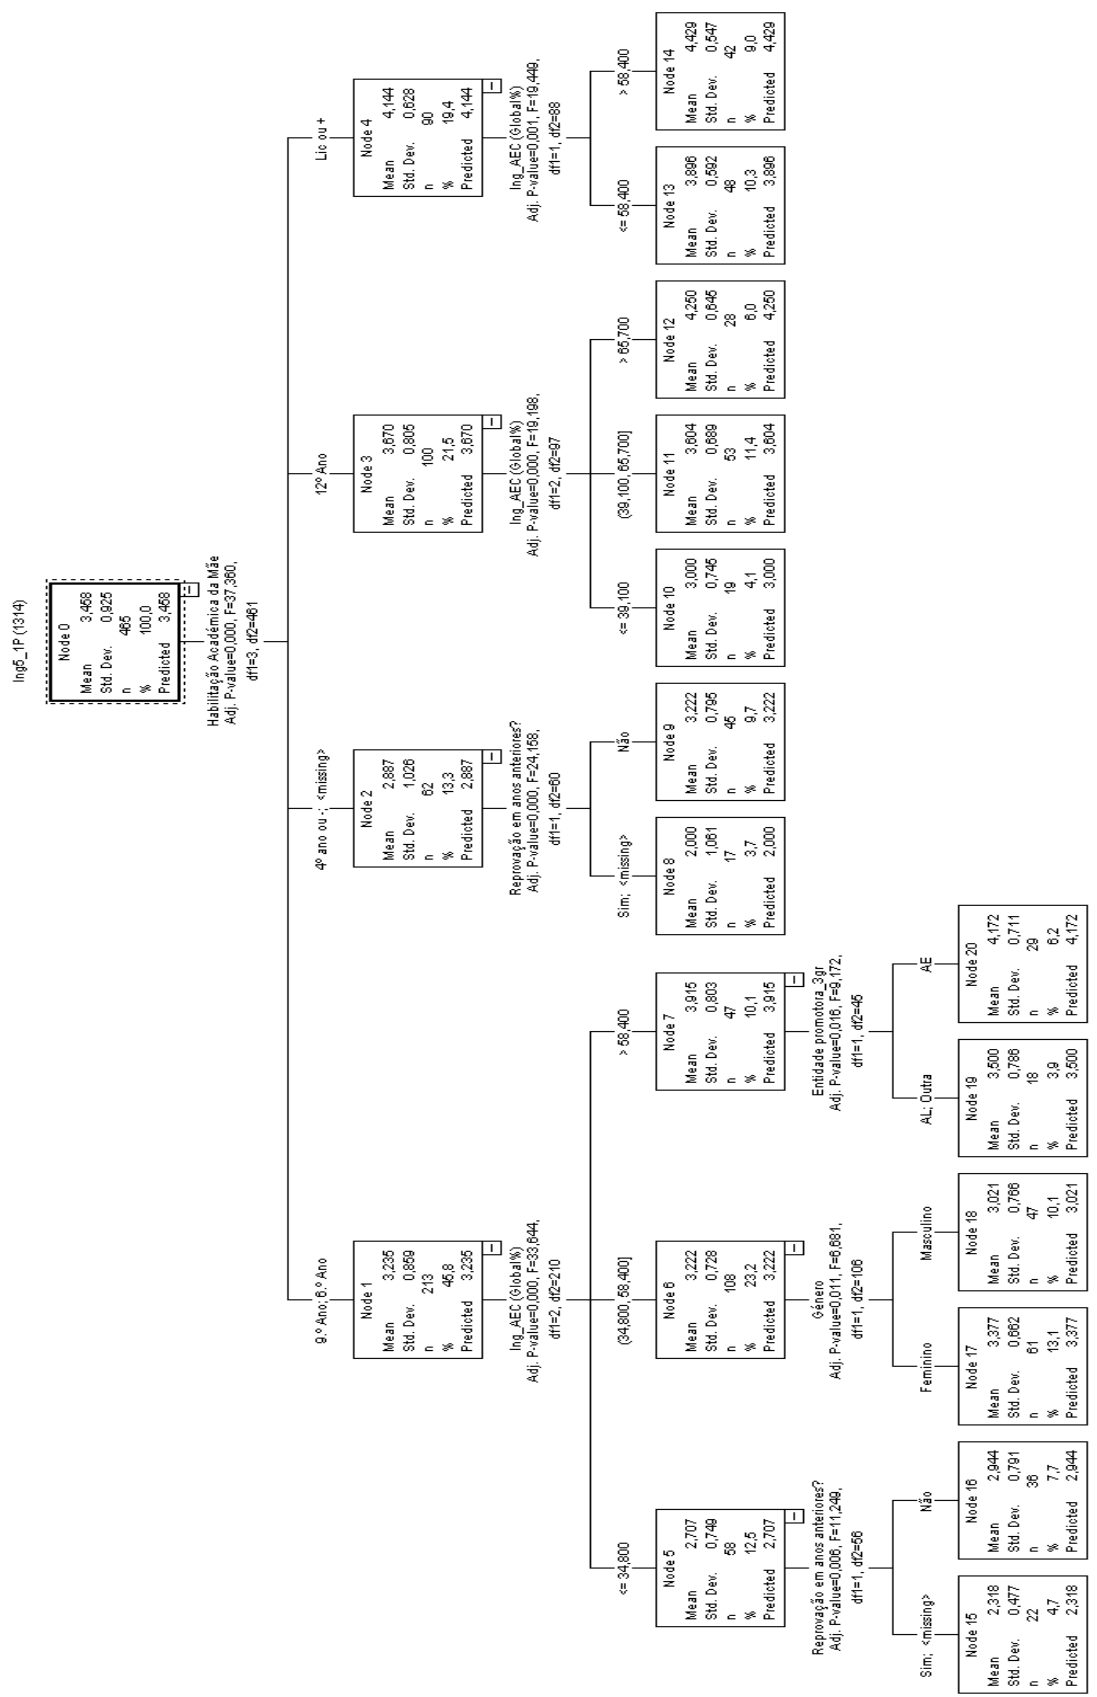 Ing5_1P (1314)
Node 0
Mean 3,458
Std. Dev. 0,925
n 465
% 100,0
Predicted 3,458
Habilitação Académica da Mãe
Adj. P-value=0,000, F=37,360,
df1=3, df2=461
9.º Ano; 6.º Ano
Node 1
Mean 3,235
Std. Dev. 0,859
n 213
% 45,8
Predicted 3,235
Ing_AEC (Global%)
Adj. P-value=0,000, F=33,644,
df1=2, df2=210
4º ano ou -; <missing>
Node 2
Mean 2,887
Std. Dev. 1,026
n 62
% 13,3
Predicted 2,887
Reprovação em anos anteriores?
Adj. P-value=0,000, F=24,158,
df1=1, df2=60
12º Ano
Node 3
Mean 3,670
Std. Dev. 0,805
n 100
% 21,5
Predicted 3,670
Ing_AEC (Global%)
Adj. P-value=0,000, F=19,198,
df1=2, df2=97
Lic ou +
Node 4
Mean 4,144
Std. Dev. 0,628
n 90
% 19,4
Predicted 4,144
Ing_AEC (Global%)
Adj. P-value=0,001, F=19,449,
df1=1, df2=88
<= 34,800
Node 5
Mean 2,707
Std. Dev. 0,749
n 58
% 12,5
Predicted 2,707
Reprovação em anos anteriores?
Adj. P-value=0,006, F=11,249,
df1=1, df2=56
(34,800, 58,400]
Node 6
Mean 3,222
Std. Dev. 0,728
n 108
% 23,2
Predicted 3,222
Género
Adj. P-value=0,011, F=6,681,
df1=1, df2=106
> 58,400
Node 7
Mean 3,915
Std. Dev. 0,803
n 47
% 10,1
Predicted 3,915
Entidade promotora_3gr
Adj. P-value=0,016, F=9,172,
df1=1, df2=45
Sim; <missing>
Node 8
Mean 2,000
Std. Dev. 1,061
n 17
% 3,7
Predicted 2,000
Não
Node 9
Mean 3,222
Std. Dev. 0,795
n 45
% 9,7
Predicted 3,222
<= 39,100
Node 10
Mean 3,000
Std. Dev. 0,745
n 19
% 4,1
Predicted 3,000
(39,100, 65,700]
Node 11
Mean 3,604
Std. Dev. 0,689
n 53
% 11,4
Predicted 3,604
> 65,700
Node 12
Mean 4,250
Std. Dev. 0,645
n 28
% 6,0
Predicted 4,250
<= 58,400
Node 13
Mean 3,896
Std. Dev. 0,592
n 48
% 10,3
Predicted 3,896
> 58,400
Node 14
Mean 4,429
Std. Dev. 0,547
n 42
% 9,0
Predicted 4,429
Sim; <missing>
Node 15
Mean 2,318
Std. Dev. 0,477
n 22
% 4,7
Predicted 2,318
Não
Node 16
Mean 2,944
Std. Dev. 0,791
n 36
% 7,7
Predicted 2,944
Feminino
Node 17
Mean 3,377
Std. Dev. 0,662
n 61
% 13,1
Predicted 3,377
Masculino
Node 18
Mean 3,021
Std. Dev. 0,766
n 47
% 10,1
Predicted 3,021
AL; Outra
Node 19
Mean 3,500
Std. Dev. 0,786
n 18
% 3,9
Predicted 3,500
AE
Node 20
Mean 4,172
Std. Dev. 0,711
n 29
% 6,2
Predicted 4,172